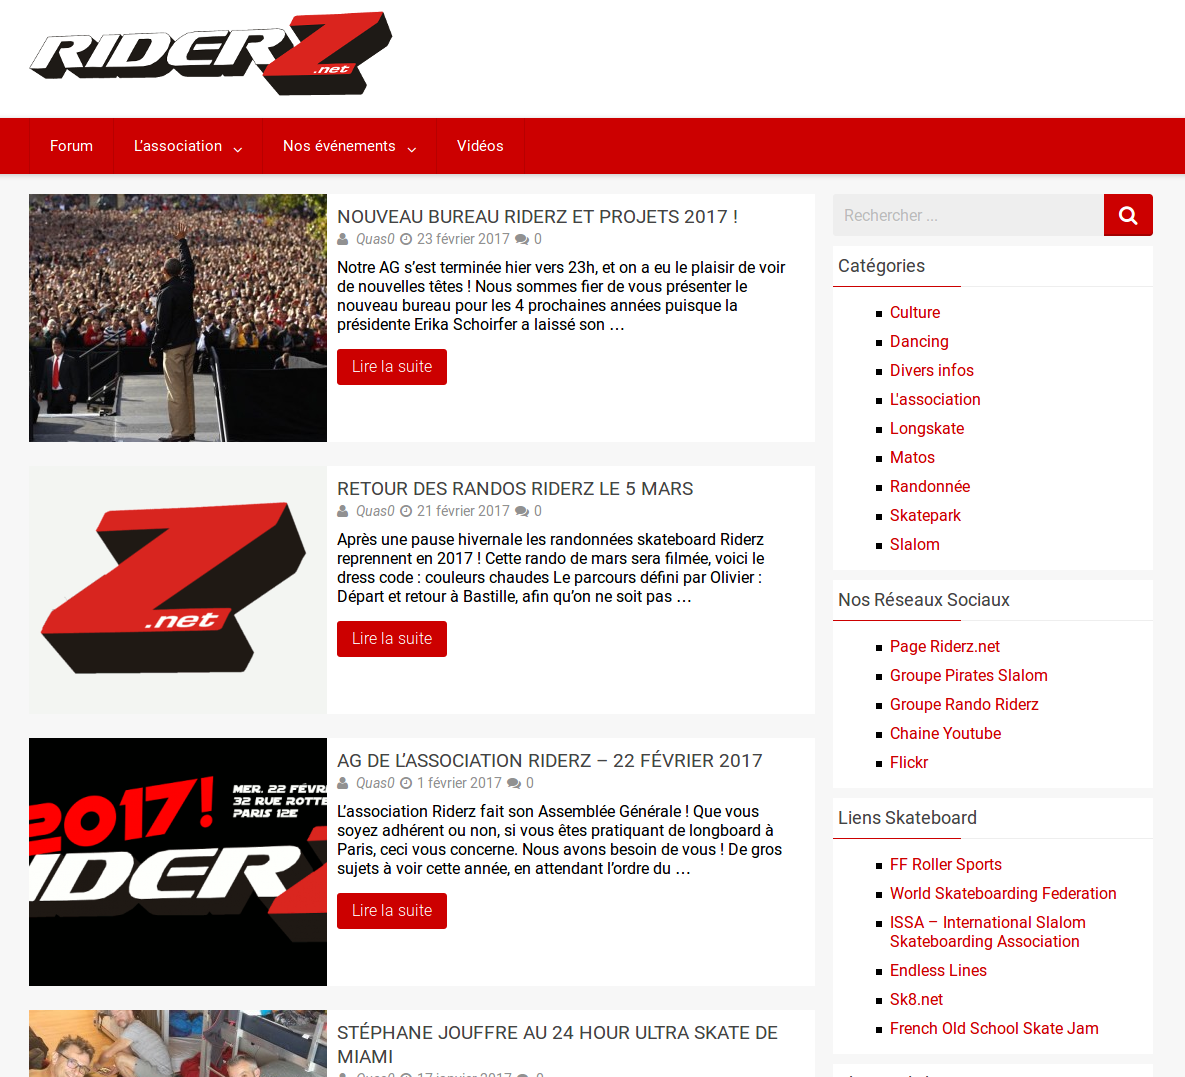 RIDERZ
.net
Forum
L'association
Nos événements
Vidéos
NOUVEAU BUREAU RIDERZ ET PROJETS 2017 !
Quas0 23 février 2017 0
Notre AG s’est terminée hier vers 23h, et on a eu le plaisir de voir
de nouvelles têtes ! Nous sommes fier de vous présenter le
nouveau bureau pour les 4 prochaines années puisque la
présidente Erika Schoirfer a laissé son …
Lire la suite
Z
.net
RETOUR DES RANDOS RIDERZ LE 5 MARS
Quas0 21 février 2017 0
Après une pause hivernale les randonnées skateboard Riderz
reprennent en 2017 ! Cette rando de mars sera filmée, voici le
dress code : couleurs chaudes Le parcours défini par Olivier :
Départ et retour à Bastille, afin qu’on ne soit pas …
Lire la suite
2017!
MER. 22 FÉVRI
32 RUE ROTTE
PARIS 12E
IDER
AG DE L’ASSOCIATION RIDERZ – 22 FÉVRIER 2017
Quas0 1 février 2017 0
L’association Riderz fait son Assemblée Générale ! Que vous
soyez adhérent ou non, si vous êtes pratiquant de longboard à
Paris, ceci vous concerne. Nous avons besoin de vous ! De gros
sujets à voir cette année, en attendant l’ordre du …
Lire la suite
STÉPHANE JOUFFRE AU 24 HOUR ULTRA SKATE DE
MIAMI
Quas0 17 janvier 2017 0
Rechercher ...
Catégories
Culture
Dancing
Divers infos
L'association
Longskate
Matos
Randonnée
Skatepark
Slalom
Nos Réseaux Sociaux
Page Riderz.net
Groupe Pirates Slalom
Groupe Rando Riderz
Chaine Youtube
Flickr
Liens Skateboard
FF Roller Sports
World Skateboarding Federation
ISSA – International Slalom
Skateboarding Association
Endless Lines
Sk8.net
French Old School Skate Jam